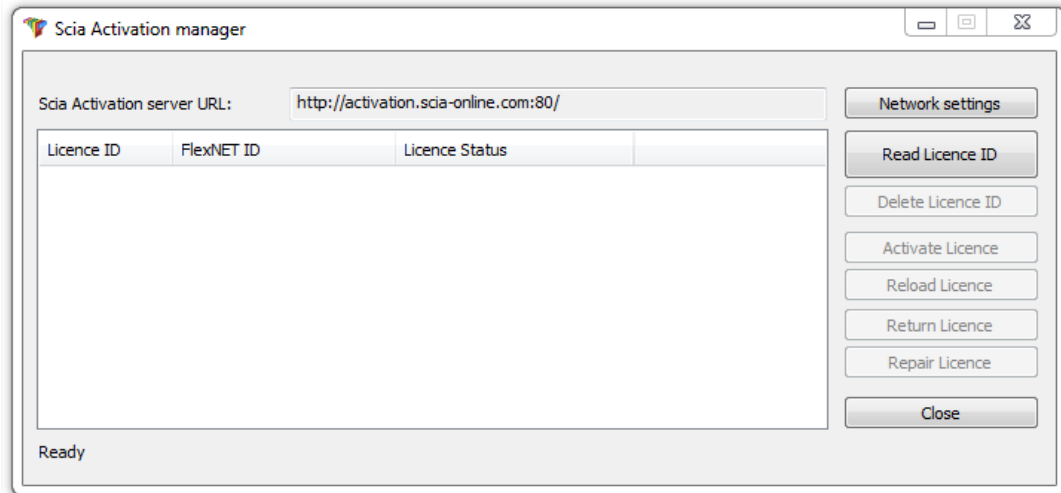 Scia Activation manager
Scia Activation server URL: http://activation.scia-online.com:80/ Network settings
Licence ID FlexNET ID Licence Status
Read Licence ID
Delete Licence ID
Activate Licence
Reload Licence
Return Licence
Repair Licence
Close
Ready